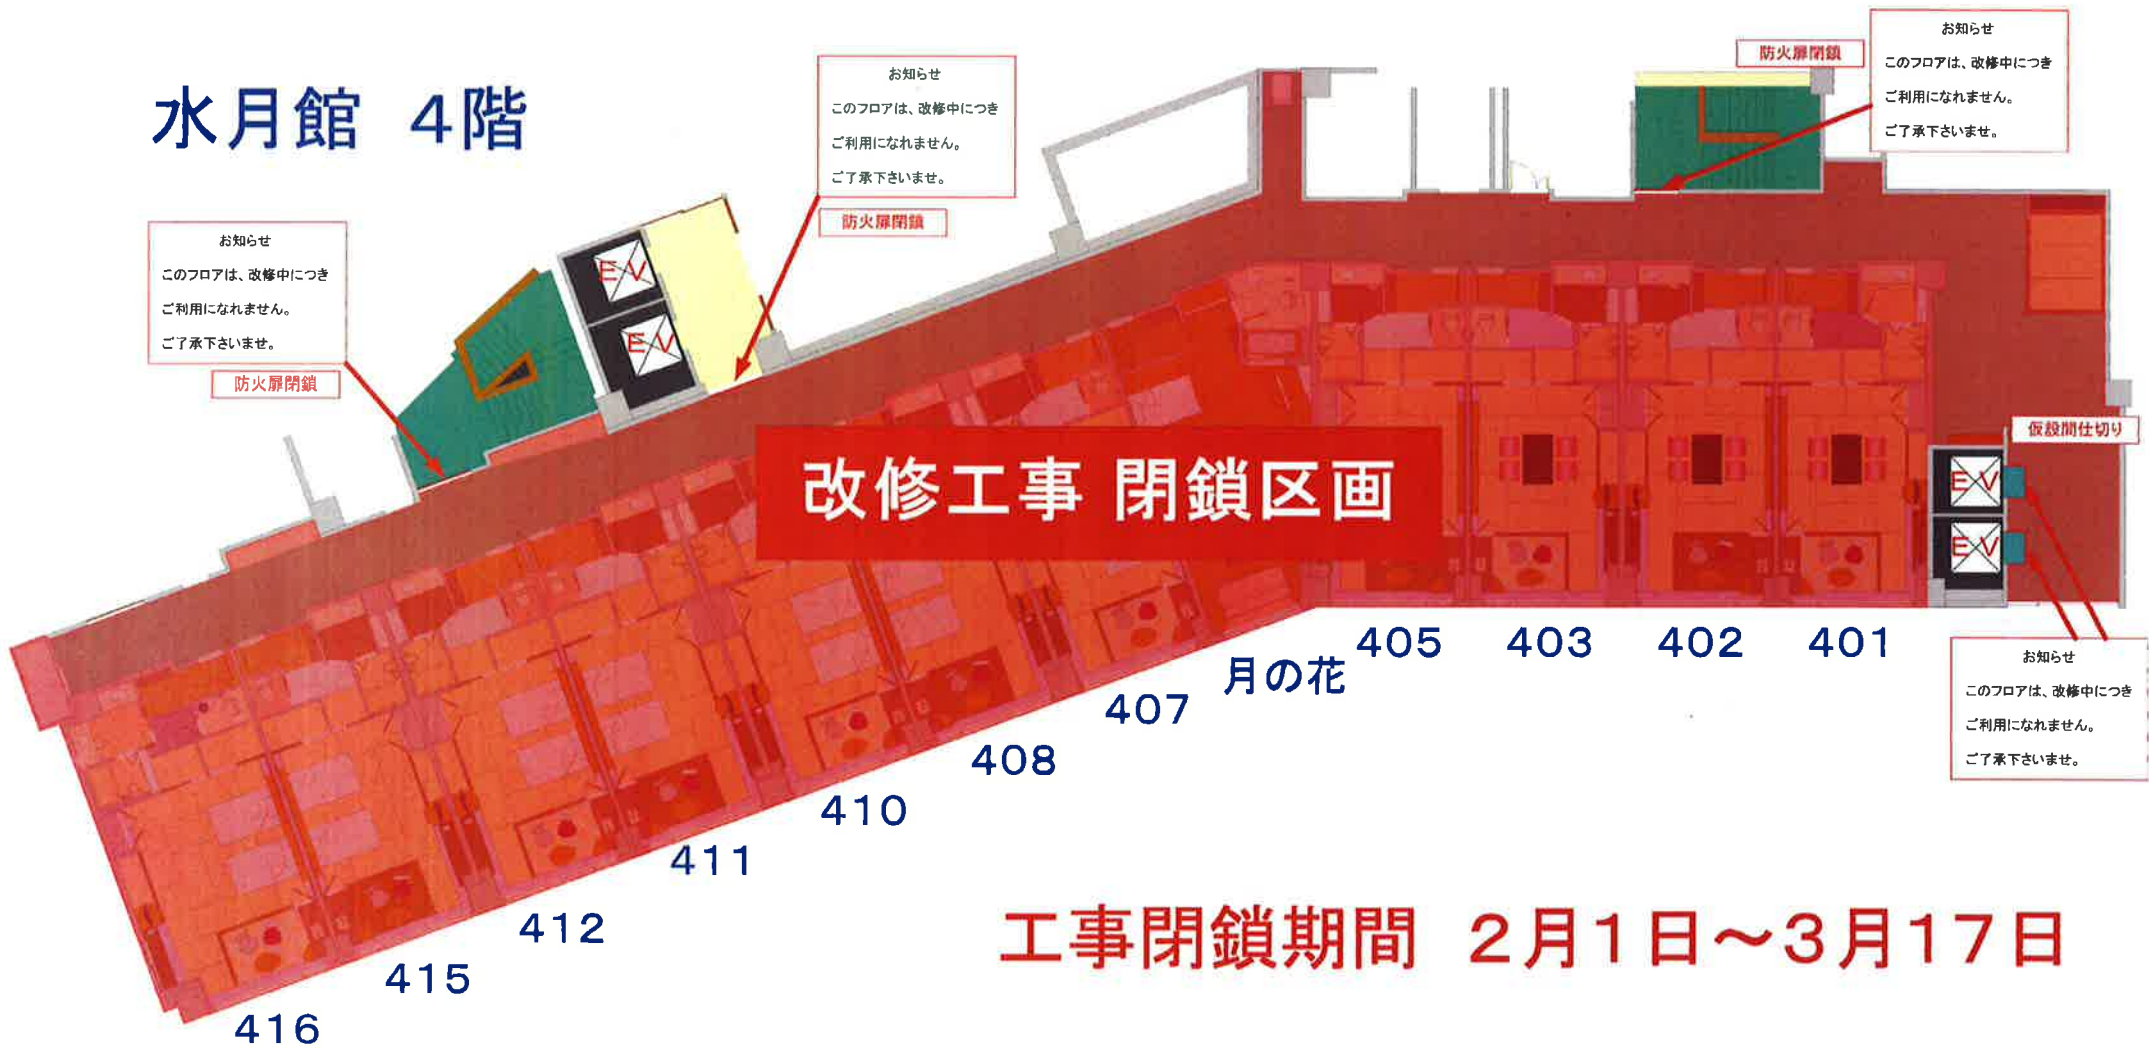 水月館 4階
お知らせ
このフロアは、改修中につき
ご利用になれません。
ご了承下さいませ。
防火扉閉鎖
お知らせ
このフロアは、改修中につき
ご利用になれません。
ご了承下さいませ。
防火扉閉鎖
防火扉閉鎖
お知らせ
このフロアは、改修中につき
ご利用になれません。
ご了承下さいませ。
EV
EV
改修工事 閉鎖区画
仮設間仕切り
EV
EV
お知らせ
このフロアは、改修中につき
ご利用になれません。
ご了承下さいませ。
416
415
412
411
410
408
407
月の花
405
403
402
401
工事閉鎖期間 2月1日～3月17日